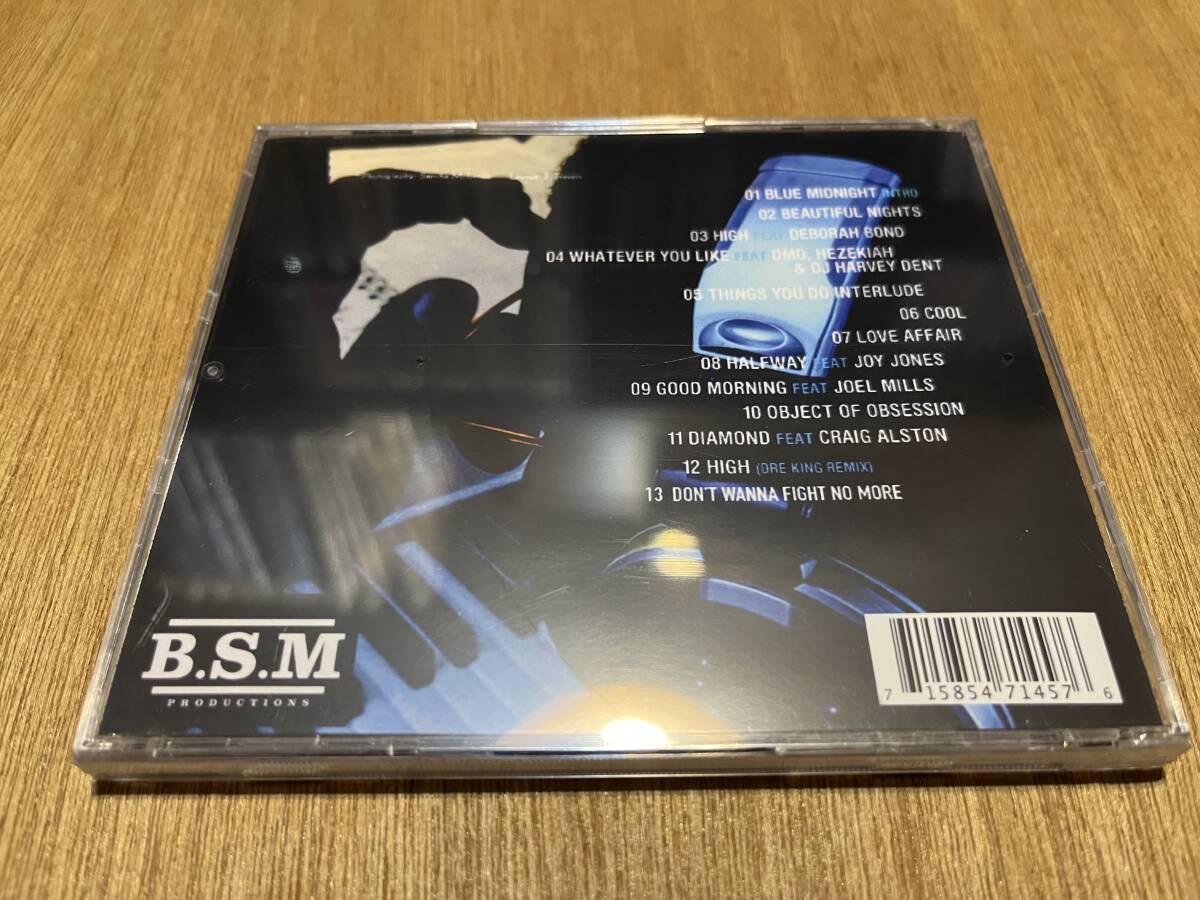 Photography:
01 BLUE MIDNIGHT INTRO
02 BEAUTIFUL NIGHTS
03 HIGH FEAT DEBORAH BOND
04 WHATEVER YOU LIKE FEAT DMO, HEZEKIAH
& DJ HARVEY DENT
05 THINGS YOU DO INTERLUDE
06 COOL
07 LOVE AFFAIR
08 HALFWAY FEAT JOY JONES
09 GOOD MORNING FEAT JOEL MILLS
10 OBJECT OF OBSESSION
11 DIAMOND FEAT CRAIG ALSTON
12 HIGH (DRE KING REMIX)
13 DON'T WANNA FIGHT NO MORE
B.S.M
PRODUCTIONS
7 15854 71457 6